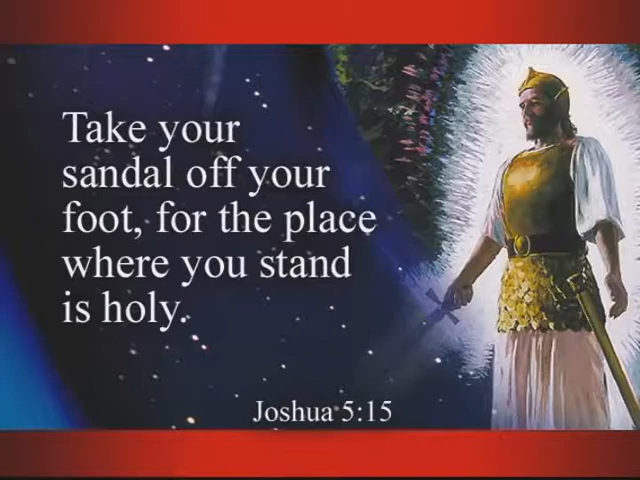 Take your
sandal off your
foot, for the place
where you stand
is holy.
Joshua 5:15